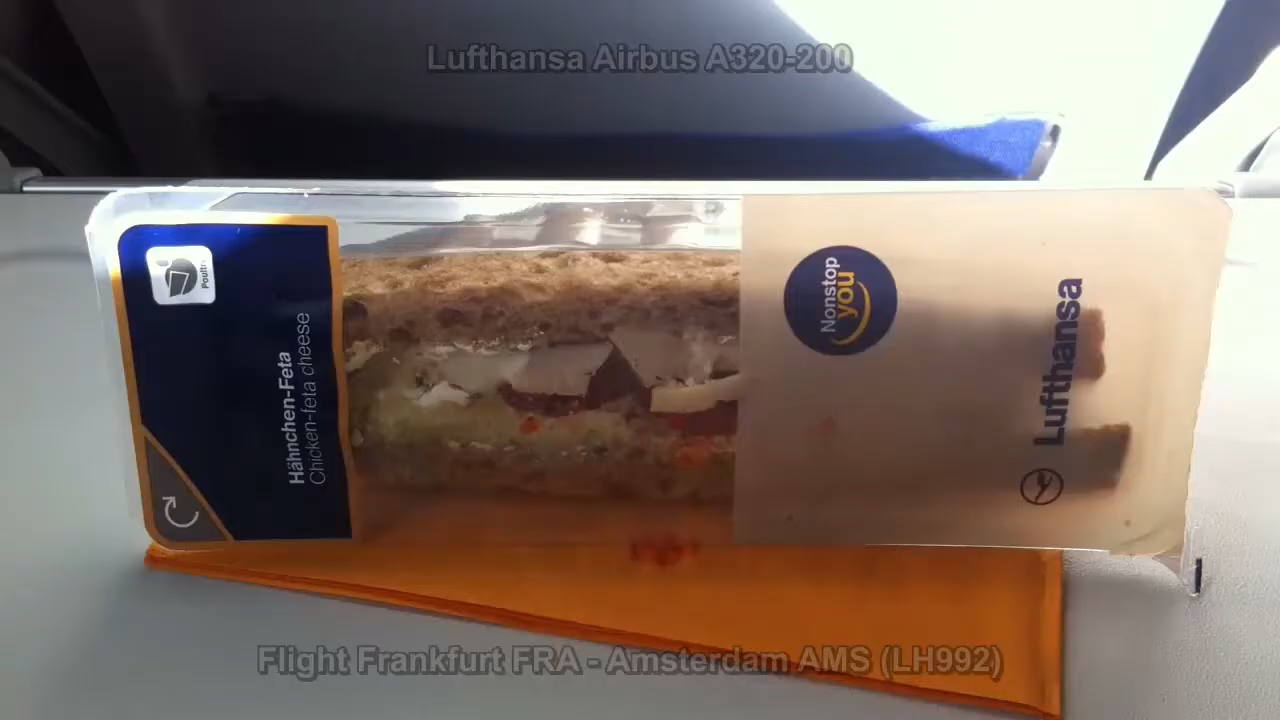 Lufthansa Airbus A320-200
Poultry
Hähnchen-Feta
Chicken-feta cheese
Nonstop
you
Lufthansa
Flight Frankfurt FRA - Amsterdam AMS (LH992)